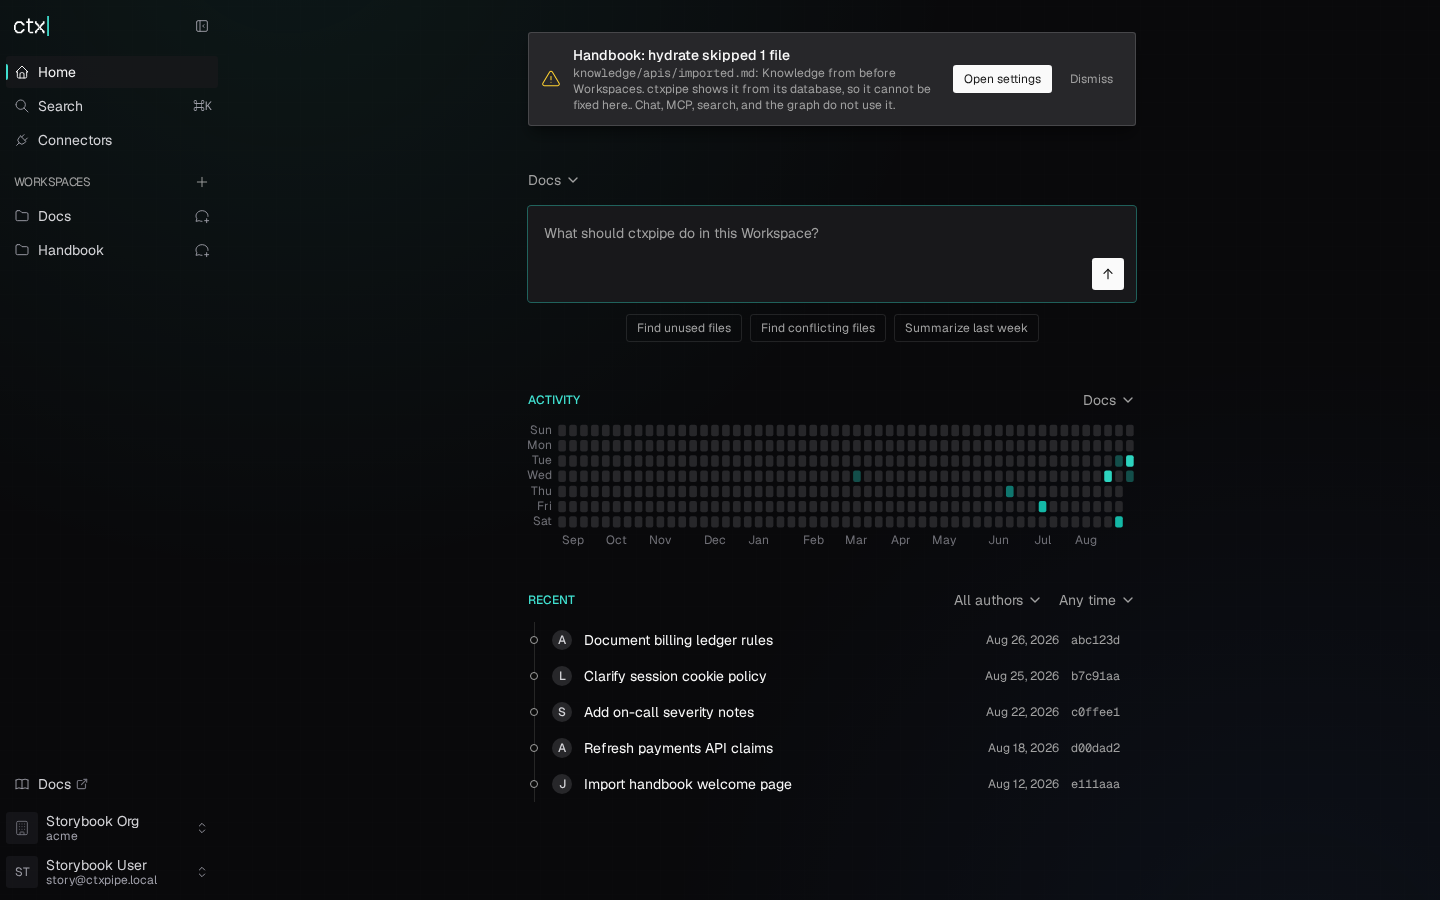 ctx
Home
Search ⌘K
Connectors
WORKSPACES
Docs
Handbook
Docs
Storybook Org
acme
ST
Storybook User
story@ctxpipe.local
Handbook: hydrate skipped 1 file
knowledge/apis/imported.md: Knowledge from before
Workspaces. ctxpipe shows it from its database, so it cannot be
fixed here.. Chat, MCP, search, and the graph do not use it.
Open settings
Dismiss
Docs
What should ctxpipe do in this Workspace?
Find unused files
Find conflicting files
Summarize last week
ACTIVITY
Docs
Sun
Mon
Tue
Wed
Thu
Fri
Sat
Sep Oct Nov Dec Jan Feb Mar Apr May Jun Jul Aug
RECENT
All authors
Any time
A Document billing ledger rules Aug 26, 2026 abc123d
L Clarify session cookie policy Aug 25, 2026 b7c91aa
S Add on-call severity notes Aug 22, 2026 c0ffee1
A Refresh payments API claims Aug 18, 2026 d00dad2
J Import handbook welcome page Aug 12, 2026 e111aaa